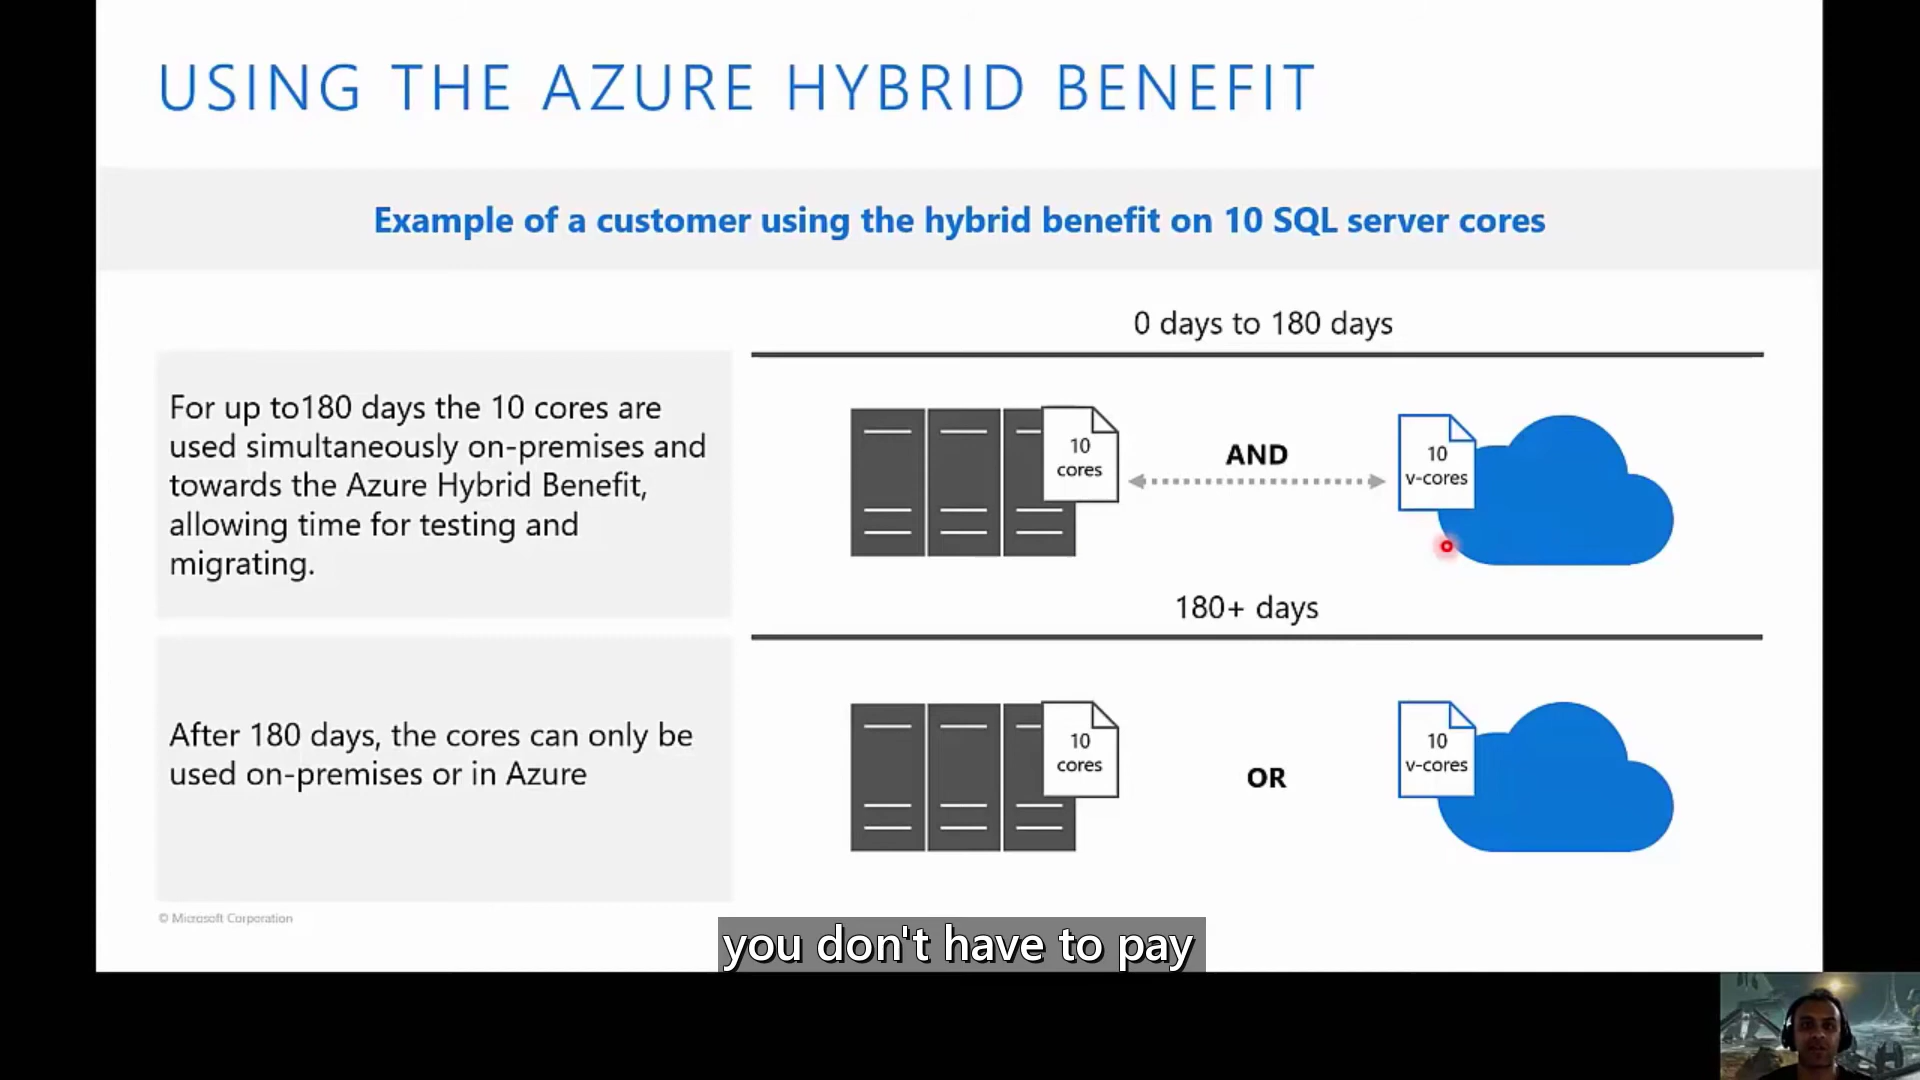 USING THE AZURE HYBRID BENEFIT
Example of a customer using the hybrid benefit on 10 SQL server cores
0 days to 180 days
For up to180 days the 10 cores are
used simultaneously on-premises and
towards the Azure Hybrid Benefit,
allowing time for testing and
migrating.
10
cores
AND
10
v-cores
180+ days
After 180 days, the cores can only be
used on-premises or in Azure
10
cores
OR
10
v-cores
© Microsoft Corporation
you don't have to pay